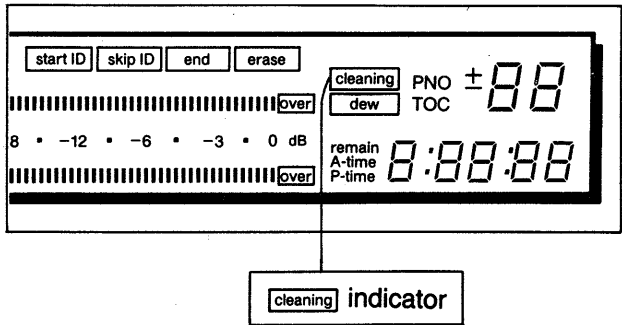 start ID skip ID end erase
cleaning PNO ±88
over dew TOC
8 · −12 · −6 · −3 · 0 dB
remain
A-time 8:88:88
P-time
over
cleaning indicator